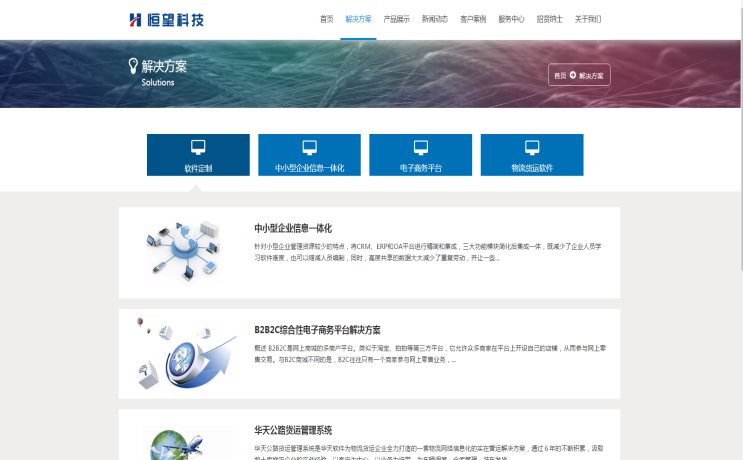 恒望科技
首页 解决方案 产品展示 新闻动态 客户案例 服务中心 招贤纳士 关于我们
解决方案
Solutions
首页 解决方案
软件定制 中小型企业信息一体化 电子商务平台 物流货运软件
中小型企业信息一体化
针对小型企业管理资源较少的特点，将CRM、ERP和OA平台进行精简和集成，三大功能模块简化后集成一体，既减少了企业人员学
习软件难度，也可以缩减人员编制，同时，高度共享的数据大大减少了重复劳动，并让一些...
B2B2C综合性电子商务平台解决方案
概述 B2B2C是网上商城的多商户平台。类似于淘宝、拍拍等第三方平台，它允许众多商家在平台上开设自己的店铺，从而参与网上零
售交易。与B2C商城不同的是，B2C往往只有一个商家参与网上零售业务，...
华天公路货运管理系统
华天公路货运管理系统是华天软件为物流货运企业全力打造的一套物流网络信息化的实在营运解决方案，通过６年的不断积累，汲取